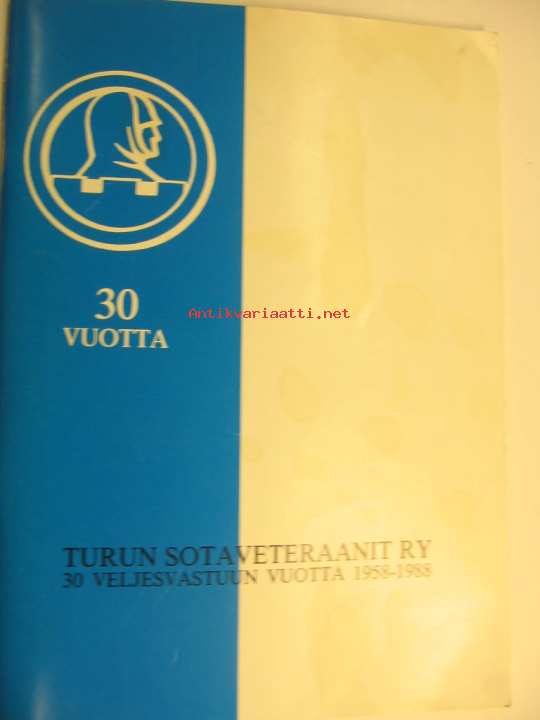 30
VUOTTA
Antikvariaatti.net
TURUN SOTAVETERAANIT RY
30 VELJESVASTUUN VUOTTA 1958-1988